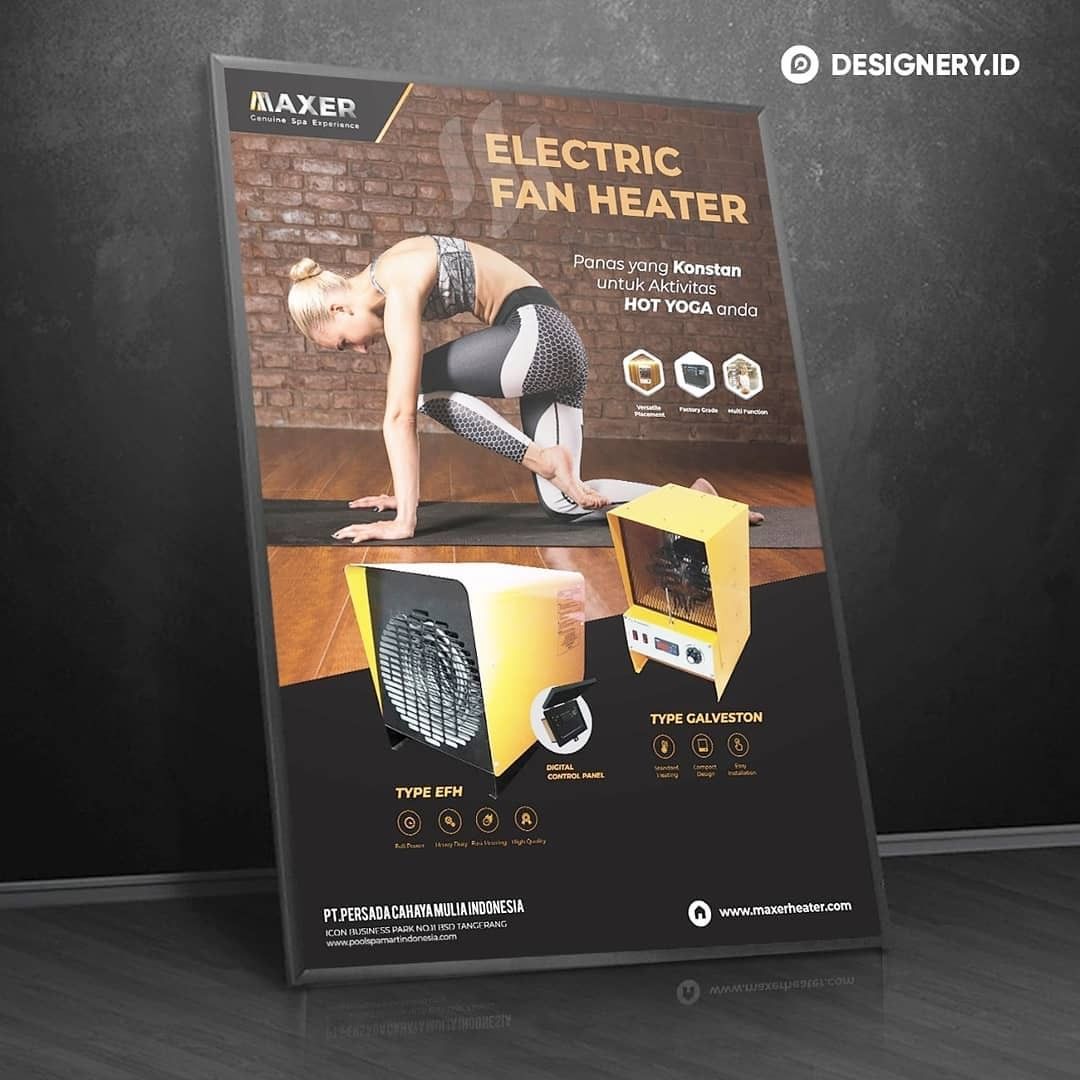 DESIGNERY.ID
MAXER
Genuine Spa Experience
ELECTRIC
FAN HEATER
Panas yang Konstan
untuk Aktivitas
HOT YOGA anda
Versatile
Placement
Factory Grade
Multi Function
TYPE GALVESTON
Standard
Heating
Compact
Design
Easy
Installation
DIGITAL
CONTROL PANEL
TYPE EFH
Full Power
Heavy Duty
Fast Heating
High Quality
PT.PERSADA CAHAYA MULIA INDONESIA
ICON BUSINESS PARK NO.I1 BSD TANGERANG
www.poolspamartindonesia.com
www.maxerheater.com